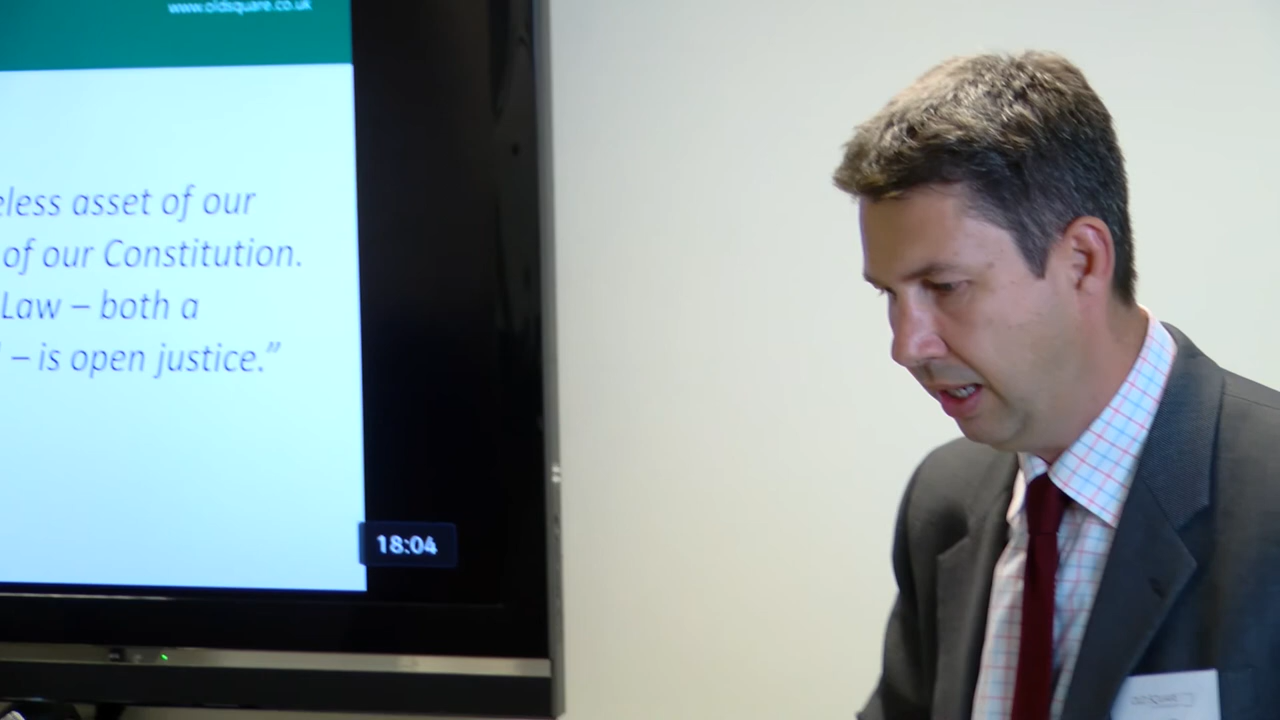 www.oldsquare.co.uk
eless asset of our
of our Constitution.
Law – both a
– is open justice.”
18:04